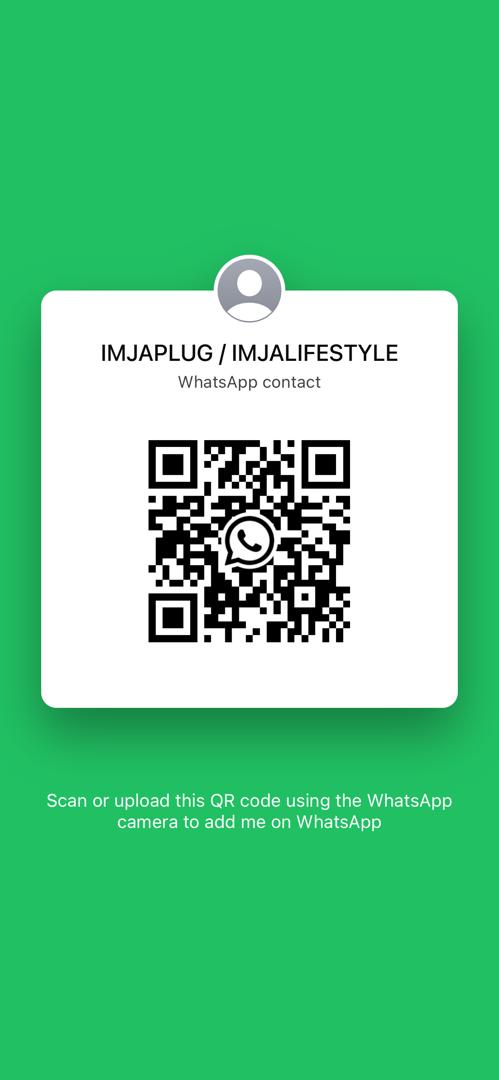 IMJAPLUG / IMJALIFESTYLE
WhatsApp contact
Scan or upload this QR code using the WhatsApp
camera to add me on WhatsApp